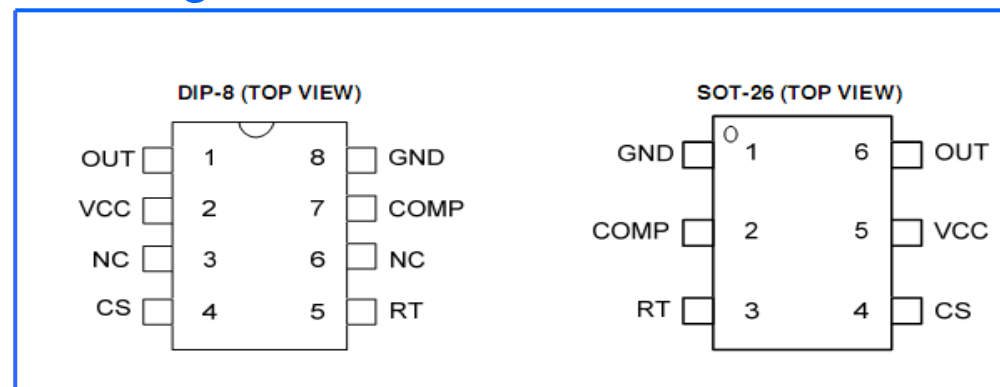 DIP-8 (TOP VIEW)
OUT 1 8 GND
VCC 2 7 COMP
NC 3 6 NC
CS 4 5 RT
SOT-26 (TOP VIEW)
GND 1 6 OUT
COMP 2 5 VCC
RT 3 4 CS